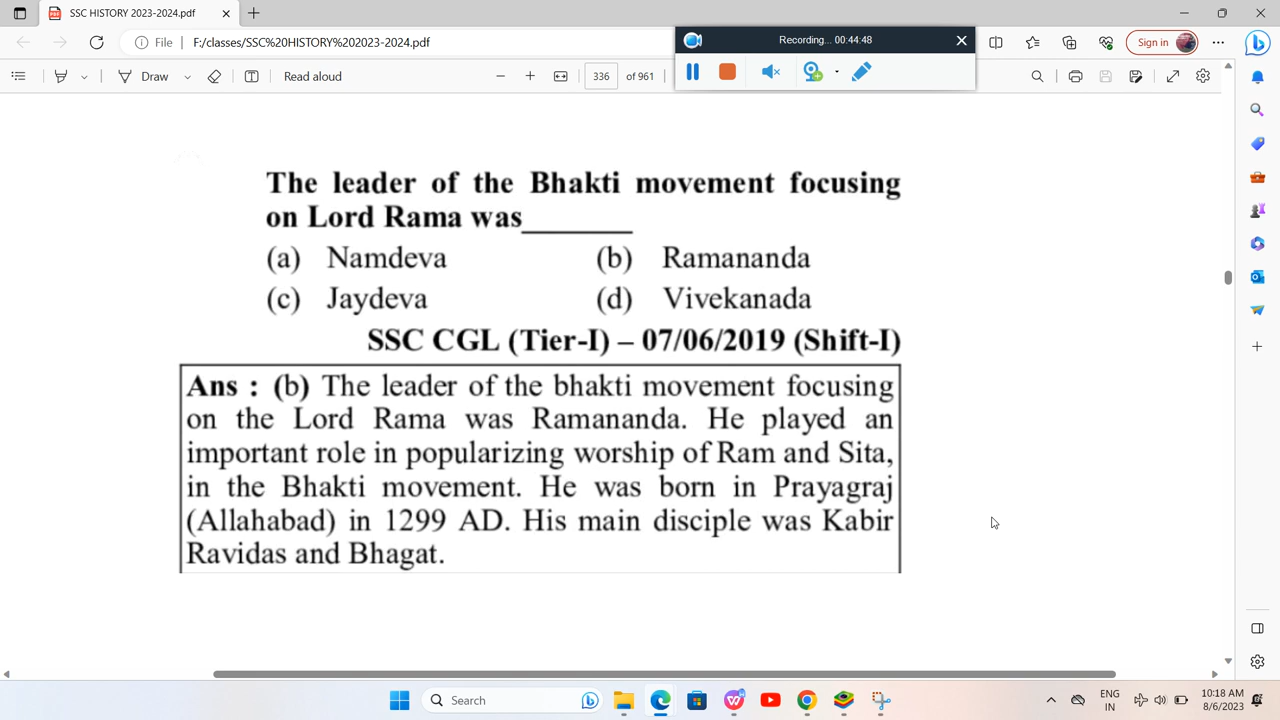 SSC HISTORY 2023-2024.pdf
File F:/classes/SSC%20HISTORY%202023-2024.pdf
Recording... 00:44:48
Sign in
Draw Read aloud 336 of 961
The leader of the Bhakti movement focusing
on Lord Rama was_______
(a) Namdeva (b) Ramananda
(c) Jaydeva (d) Vivekanada
SSC CGL (Tier-I) – 07/06/2019 (Shift-I)
Ans : (b) The leader of the bhakti movement focusing
on the Lord Rama was Ramananda. He played an
important role in popularizing worship of Ram and Sita,
in the Bhakti movement. He was born in Prayagraj
(Allahabad) in 1299 AD. His main disciple was Kabir
Ravidas and Bhagat.
Search
ENG
IN
10:18 AM
8/6/2023